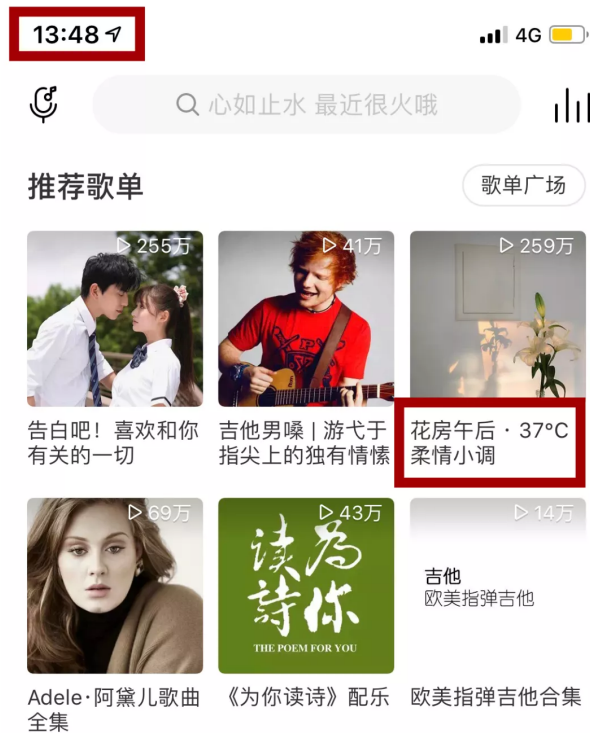 13:48
4G
心如止水 最近很火哦
推荐歌单
歌单广场
255万
41万
259万
告白吧！喜欢和你
有关的一切
吉他男嗓 | 游弋于
指尖上的独有情愫
花房午后 · 37°C
柔情小调
69万
43万
14万
读 为
詩 你
THE POEM FOR YOU
吉他
欧美指弹吉他
Adele·阿黛儿歌曲
全集
《为你读诗》配乐
欧美指弹吉他合集